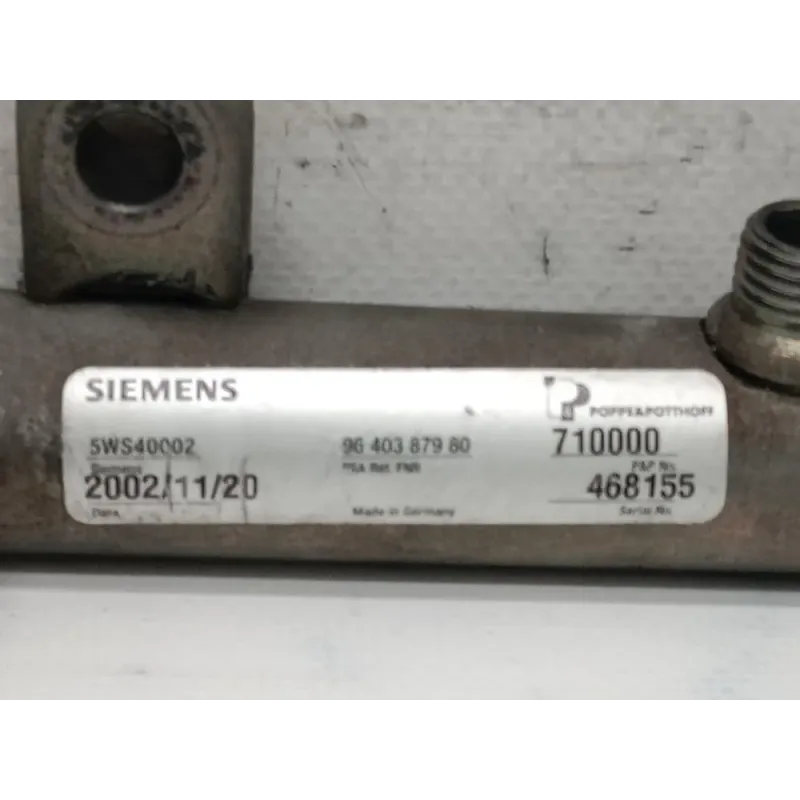 SIEMENS
POPPE&POTTHOFF
5WS40002 96 403 879 80 710000
Siemens PSA Ref. FNR P&P No.
2002/11/20 468155
Date Made in Germany Serial No.